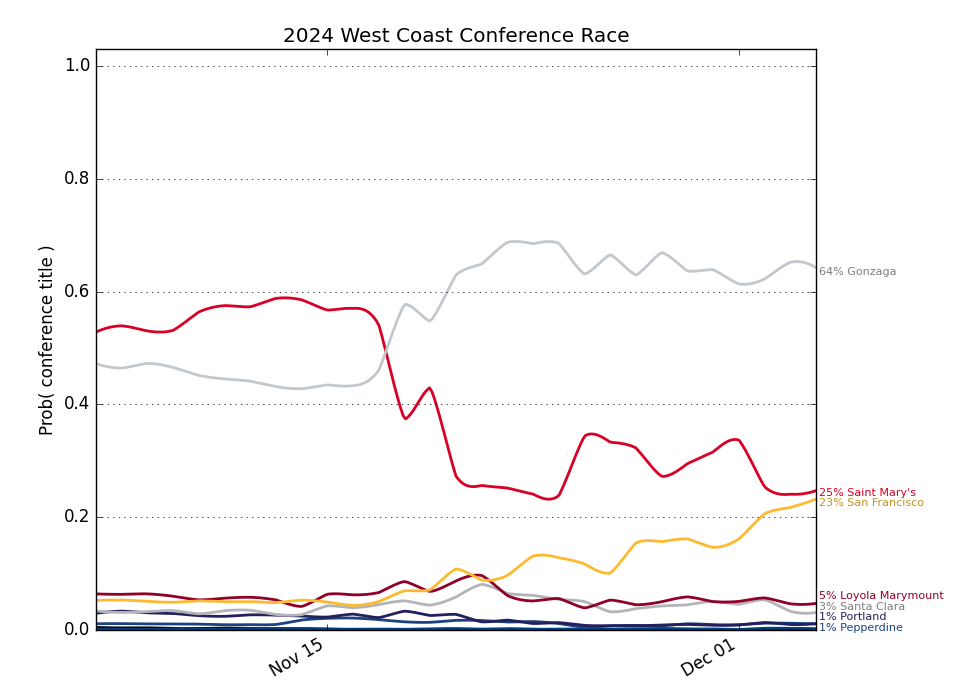 2024 West Coast Conference Race
Prob( conference title )
1.0
0.8
0.6
0.4
0.2
0.0
Nov 15
Dec 01
64% Gonzaga
25% Saint Mary's
23% San Francisco
5% Loyola Marymount
3% Santa Clara
1% Portland
1% Pepperdine